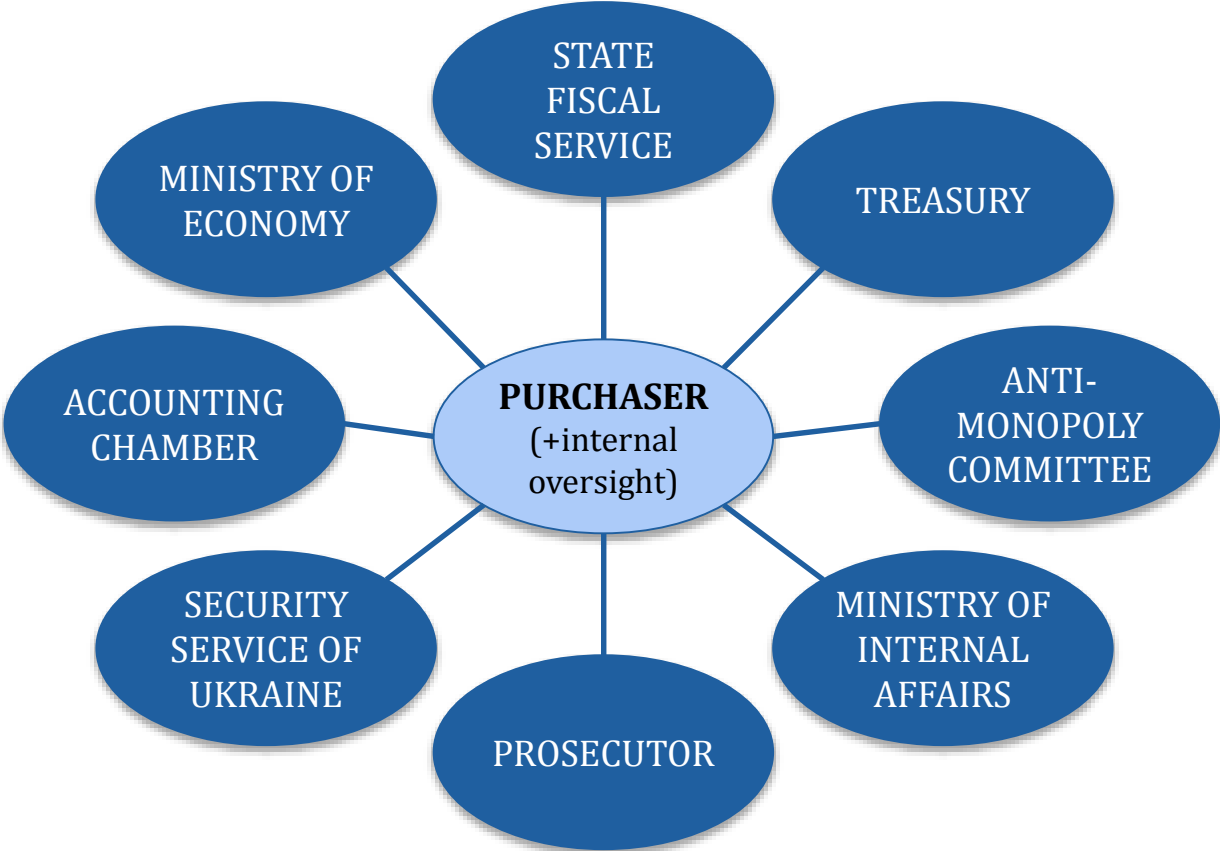 STATE
FISCAL
SERVICE
MINISTRY OF
ECONOMY
TREASURY
ACCOUNTING
CHAMBER
PURCHASER
(+internal
oversight)
ANTI-
MONOPOLY
COMMITTEE
SECURITY
SERVICE OF
UKRAINE
MINISTRY OF
INTERNAL
AFFAIRS
PROSECUTOR